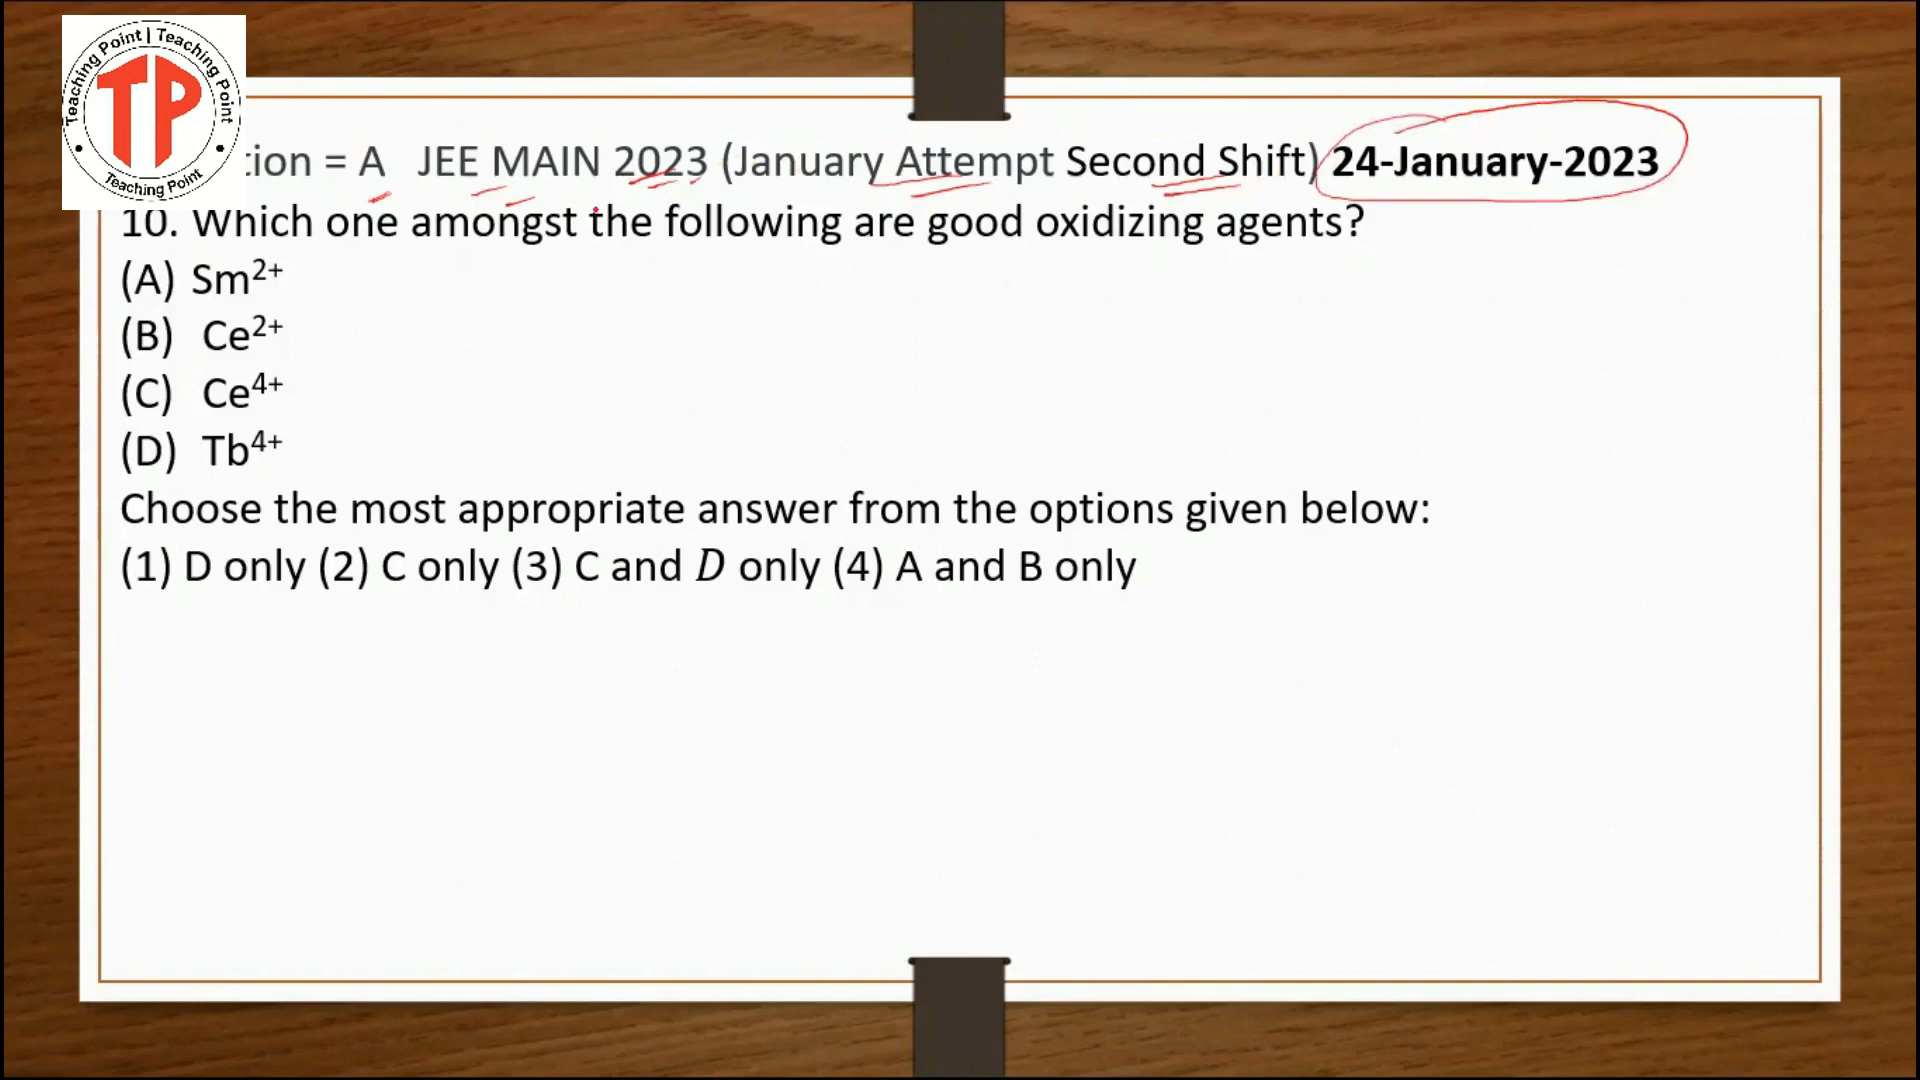 Teaching Point | Teaching Point
TP
Teaching Point
tion = A JEE MAIN 2023 (January Attempt Second Shift) 24-January-2023
10. Which one amongst the following are good oxidizing agents?
(A) Sm²⁺
(B) Ce²⁺
(C) Ce⁴⁺
(D) Tb⁴⁺
Choose the most appropriate answer from the options given below:
(1) D only (2) C only (3) C and D only (4) A and B only